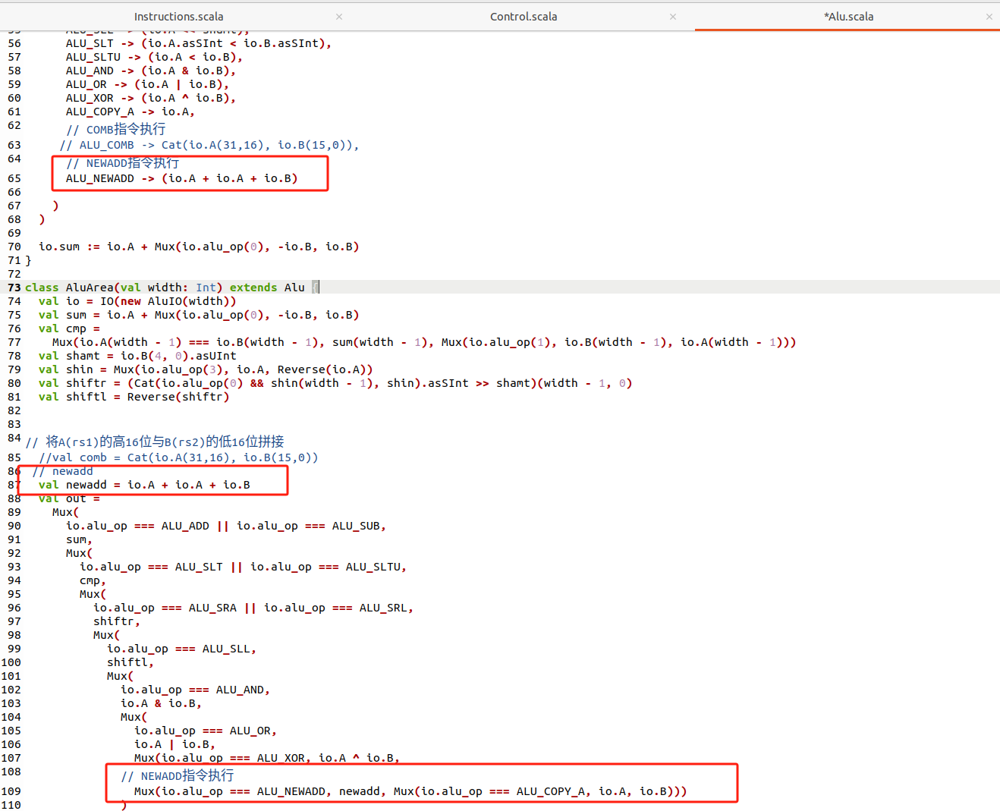 Instructions.scala × Control.scala × *Alu.scala ×
56 ALU_SLT -> (io.A.asSInt < io.B.asSInt),
57 ALU_SLTU -> (io.A < io.B),
58 ALU_AND -> (io.A & io.B),
59 ALU_OR -> (io.A | io.B),
60 ALU_XOR -> (io.A ^ io.B),
61 ALU_COPY_A -> io.A,
62 // COMB指令执行
63 // ALU_COMB -> Cat(io.A(31,16), io.B(15,0)),
64 // NEWADD指令执行
65 ALU_NEWADD -> (io.A + io.A + io.B)
66
67 )
68 )
69
70 io.sum := io.A + Mux(io.alu_op(0), -io.B, io.B)
71 }
72
73 class AluArea(val width: Int) extends Alu {
74 val io = IO(new AluIO(width))
75 val sum = io.A + Mux(io.alu_op(0), -io.B, io.B)
76 val cmp =
77 Mux(io.A(width - 1) === io.B(width - 1), sum(width - 1), Mux(io.alu_op(1), io.B(width - 1), io.A(width - 1)))
78 val shamt = io.B(4, 0).asUInt
79 val shin = Mux(io.alu_op(3), io.A, Reverse(io.A))
80 val shiftr = (Cat(io.alu_op(0) && shin(width - 1), shin).asSInt >> shamt)(width - 1, 0)
81 val shiftl = Reverse(shiftr)
82
83
84 // 将A(rs1)的高16位与B(rs2)的低16位拼接
85 //val comb = Cat(io.A(31,16), io.B(15,0))
86 // newadd
87 val newadd = io.A + io.A + io.B
88 val out =
89 Mux(
90 io.alu_op === ALU_ADD || io.alu_op === ALU_SUB,
91 sum,
92 Mux(
93 io.alu_op === ALU_SLT || io.alu_op === ALU_SLTU,
94 cmp,
95 Mux(
96 io.alu_op === ALU_SRA || io.alu_op === ALU_SRL,
97 shiftr,
98 Mux(
99 io.alu_op === ALU_SLL,
100 shiftl,
101 Mux(
102 io.alu_op === ALU_AND,
103 io.A & io.B,
104 Mux(
105 io.alu_op === ALU_OR,
106 io.A | io.B,
107 Mux(io.alu_op === ALU_XOR, io.A ^ io.B,
108 // NEWADD指令执行
109 Mux(io.alu_op === ALU_NEWADD, newadd, Mux(io.alu_op === ALU_COPY_A, io.A, io.B)))
110 )